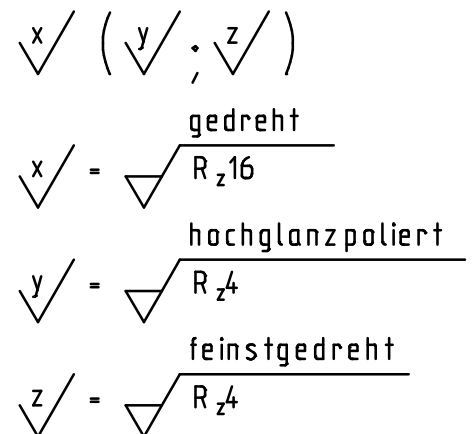 x ( y ; z )
gedreht
x = Rz16
hochglanzpoliert
y = Rz4
feinstgedreht
z = Rz4